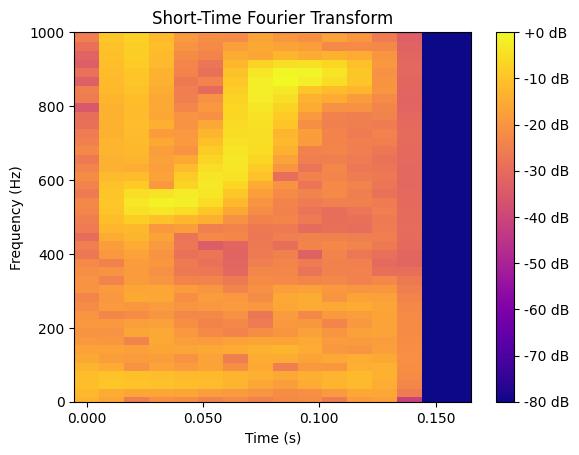 Short-Time Fourier Transform
1000
800
600
400
200
0
Frequency (Hz)
0.000
0.050
0.100
0.150
Time (s)
+0 dB
-10 dB
-20 dB
-30 dB
-40 dB
-50 dB
-60 dB
-70 dB
-80 dB